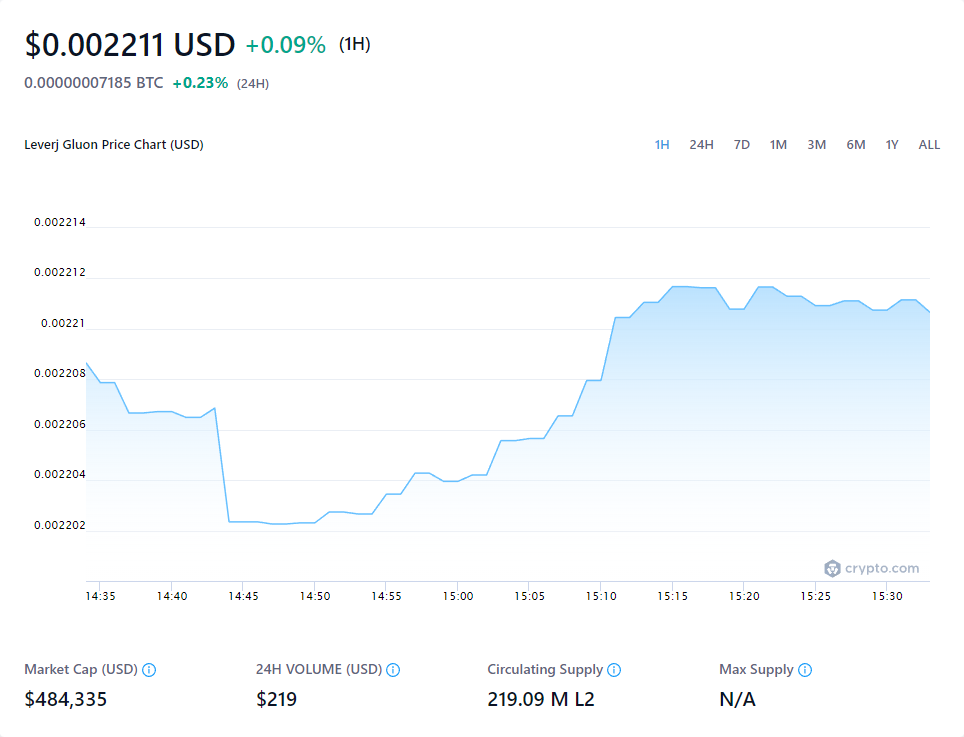 $0.002211 USD +0.09% (1H)
0.00000007185 BTC +0.23% (24H)
Leverj Gluon Price Chart (USD) 1H 24H 7D 1M 3M 6M 1Y ALL
0.002214
0.002212
0.00221
0.002208
0.002206
0.002204
0.002202
crypto.com
14:35 14:40 14:45 14:50 14:55 15:00 15:05 15:10 15:15 15:20 15:25 15:30
Market Cap (USD) 24H VOLUME (USD) Circulating Supply Max Supply
$484,335 $219 219.09 M L2 N/A